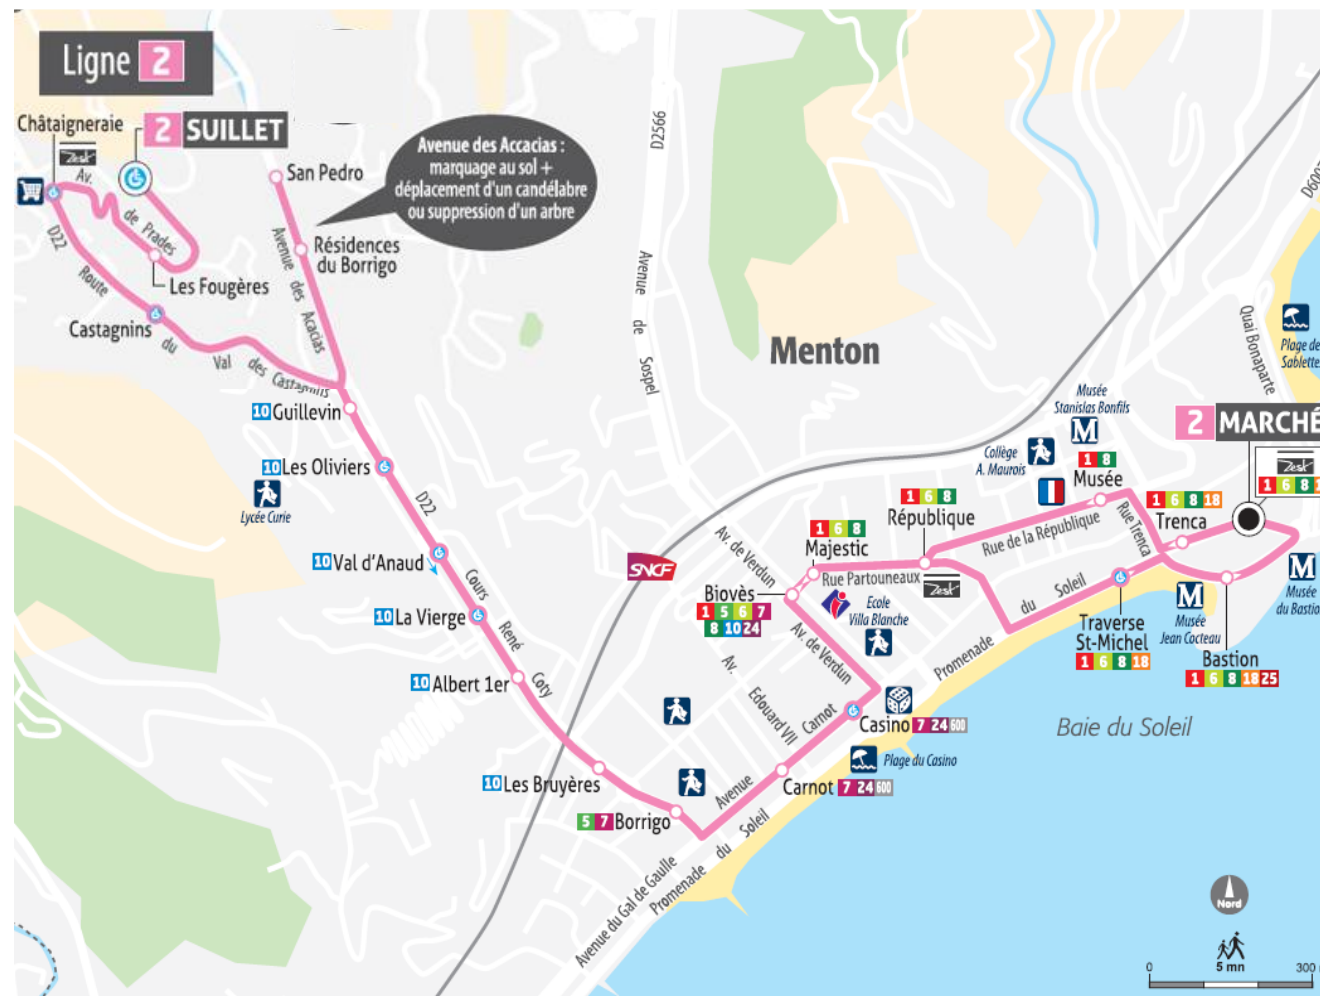 Ligne 2
Châtaigneraie
2 SUILLET
Zest
Av.
de Prades
Les Fougères
D22
Route
du
Val
des Castagnins
Castagnins
San Pedro
Résidences
du Borrigo
Avenue des Acacias
Avenue des Accacias :
marquage au sol +
déplacement d'un candélabre
ou suppression d'un arbre
D2566
Avenue de Sospel
Menton
10 Guillevin
10 Les Oliviers
Lycée Curie
D22
10 Val d'Anaud
Cours
René
Coty
10 La Vierge
10 Albert 1er
10 Les Bruyères
5 7 Borrigo
SNCF
Av. de Verdun
Biovès
1 5 6 7
8 10 24
Av. de Verdun
Av.
Edouard VII
Avenue
Carnot
Carnot 7 24 600
Casino 7 24 600
Plage du Casino
Avenue du Gal de Gaulle
Promenade du Soleil
1 6 8
Majestic
Rue Partouneaux
Ecole
Villa Blanche
1 6 8
République
Zest
Promenade
du Soleil
Rue de la République
Collège
A. Maurois
Musée
Stanislas Bonfils
M
1 8
Musée
Rue Trenca
1 6 8 18
Trenca
2 MARCHÉ
Zest
1 6 8
Traverse
St-Michel
1 6 8 18
M
Musée
Jean Cocteau
Bastion
1 6 8 18 25
M
Musée
du Bastion
Quai Bonaparte
Plage de
Sablettes
D6007
Baie du Soleil
Nord
5 mn
0
300